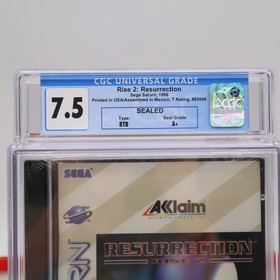 CGC UNIVERSAL GRADE
7.5
Rise 2: Resurrection
Sega Saturn, 1996
Printed in USA/Assembled in Mexico, T Rating, #83049
SEALED
Type:
Seal Grade:
RTB
A+
CGC
SEGA
AKKlaim
RESURRECTION